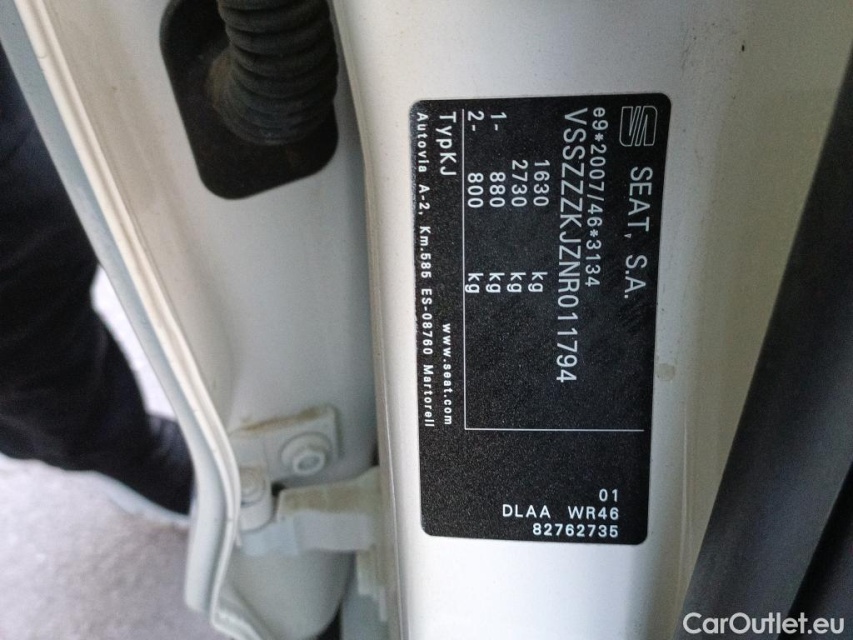 SEAT, S.A.
e9*2007/46*3134
VSSZZZKJZNR011794
1630 kg
2730 kg
1- 880 kg
2- 800 kg
TypKJ
www.seat.com
Autovia A-2, Km.585 ES-08760 Martorell
01
DLAA WR46
82762735
CarOutlet.eu